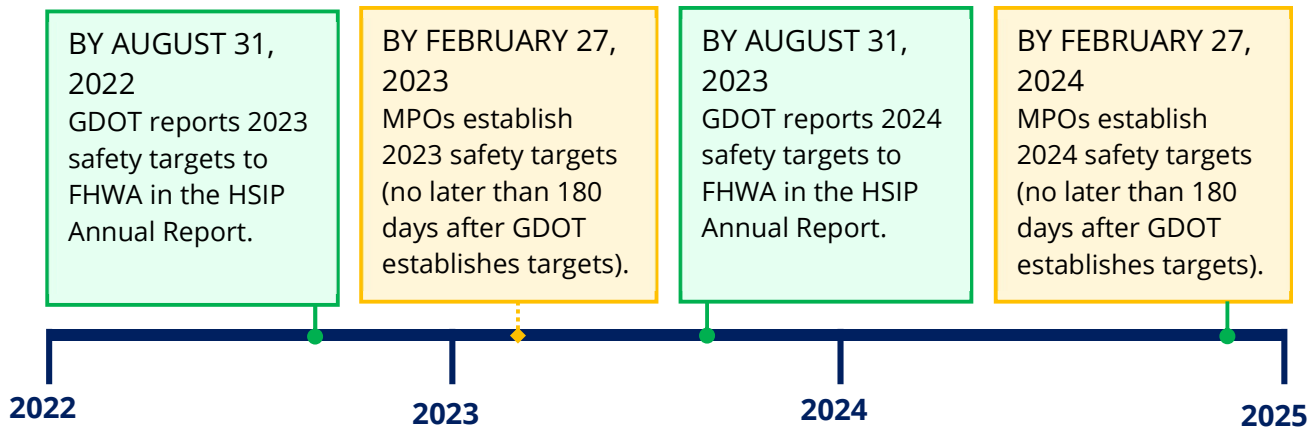 BY AUGUST 31,
2022
GDOT reports 2023
safety targets to
FHWA in the HSIP
Annual Report.
BY FEBRUARY 27,
2023
MPOs establish
2023 safety targets
(no later than 180
days after GDOT
establishes targets).
BY AUGUST 31,
2023
GDOT reports 2024
safety targets to
FHWA in the HSIP
Annual Report.
BY FEBRUARY 27,
2024
MPOs establish
2024 safety targets
(no later than 180
days after GDOT
establishes targets).
2022
2023
2024
2025